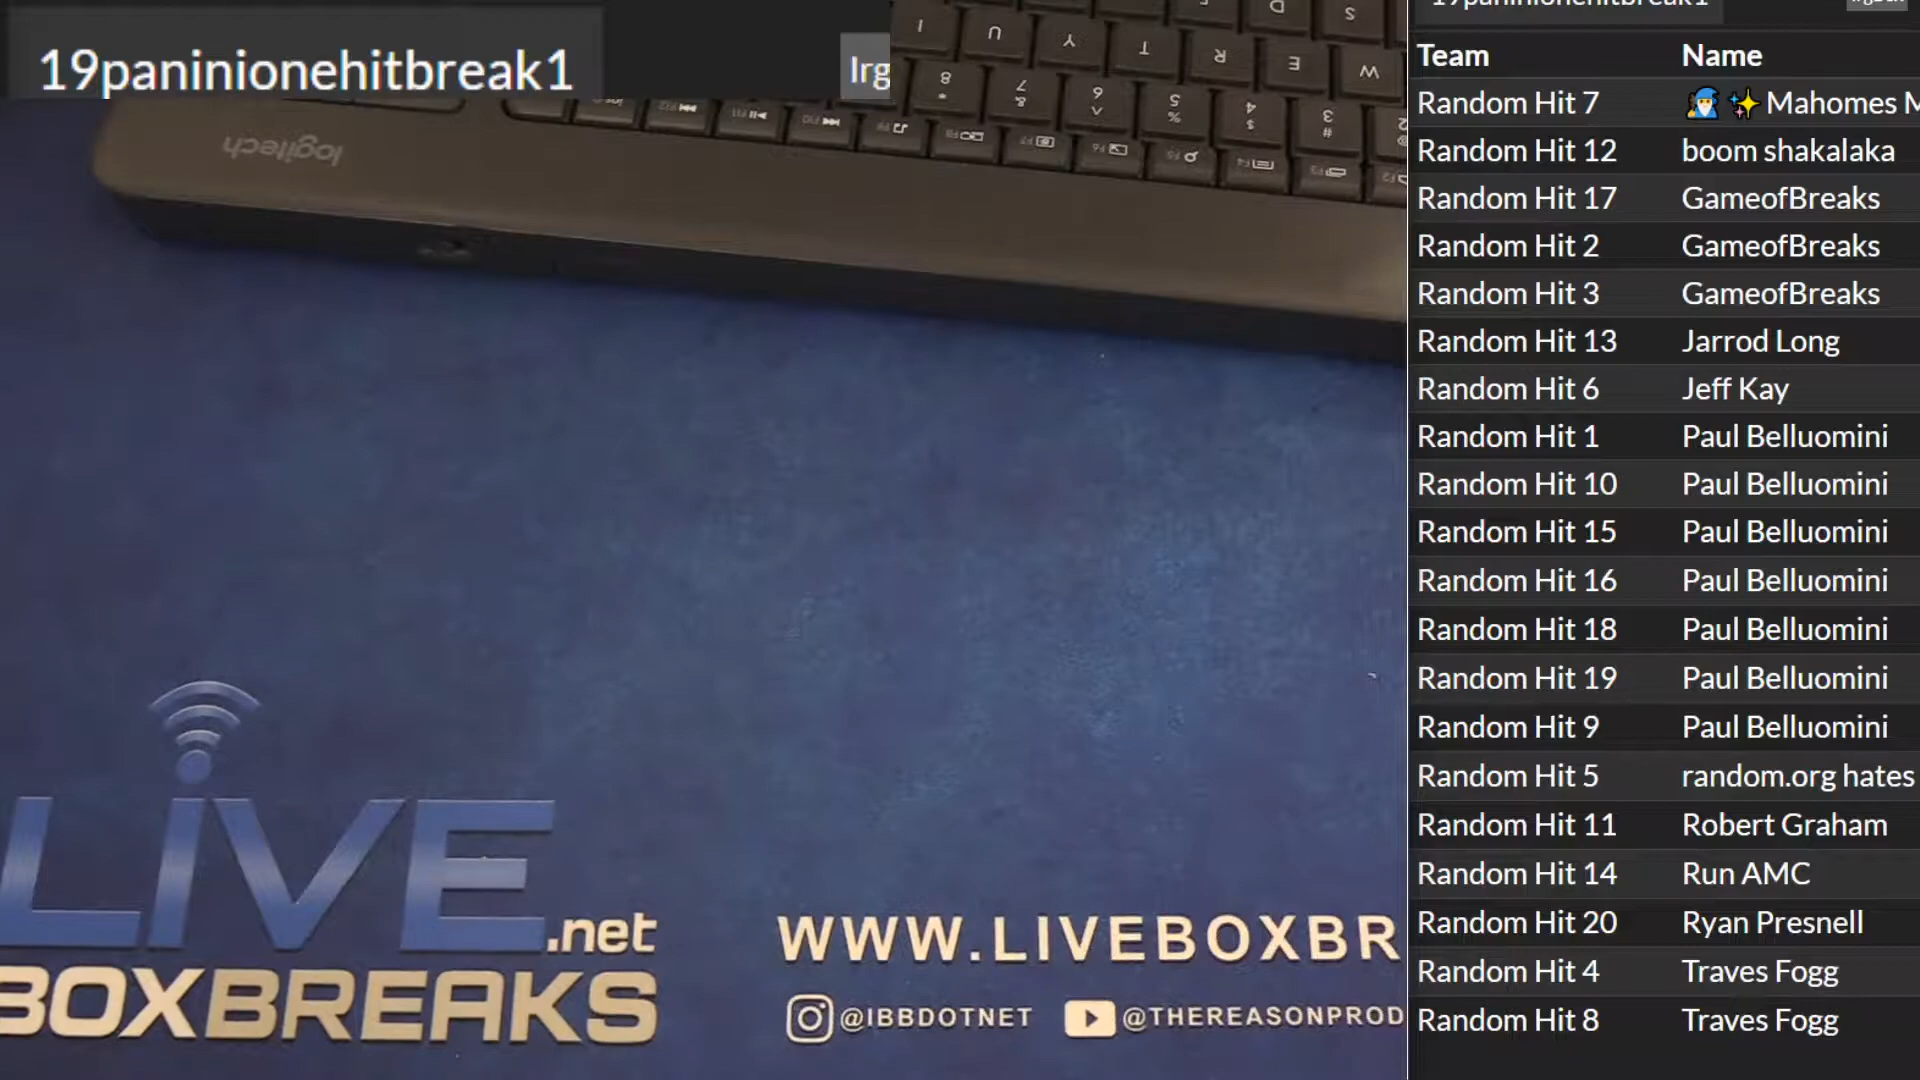 19paninionehitbreak1
lrg
logitech
LIVE.net
BOXBREAKS
WWW.LIVEBOXBR
@IBBDOTNET
@THEREASONPROD
19paninionehitbreak1
Team Name
Random Hit 7 🧙✨ Mahomes M
Random Hit 12 boom shakalaka
Random Hit 17 GameofBreaks
Random Hit 2 GameofBreaks
Random Hit 3 GameofBreaks
Random Hit 13 Jarrod Long
Random Hit 6 Jeff Kay
Random Hit 1 Paul Belluomini
Random Hit 10 Paul Belluomini
Random Hit 15 Paul Belluomini
Random Hit 16 Paul Belluomini
Random Hit 18 Paul Belluomini
Random Hit 19 Paul Belluomini
Random Hit 9 Paul Belluomini
Random Hit 5 random.org hates
Random Hit 11 Robert Graham
Random Hit 14 Run AMC
Random Hit 20 Ryan Presnell
Random Hit 4 Traves Fogg
Random Hit 8 Traves Fogg